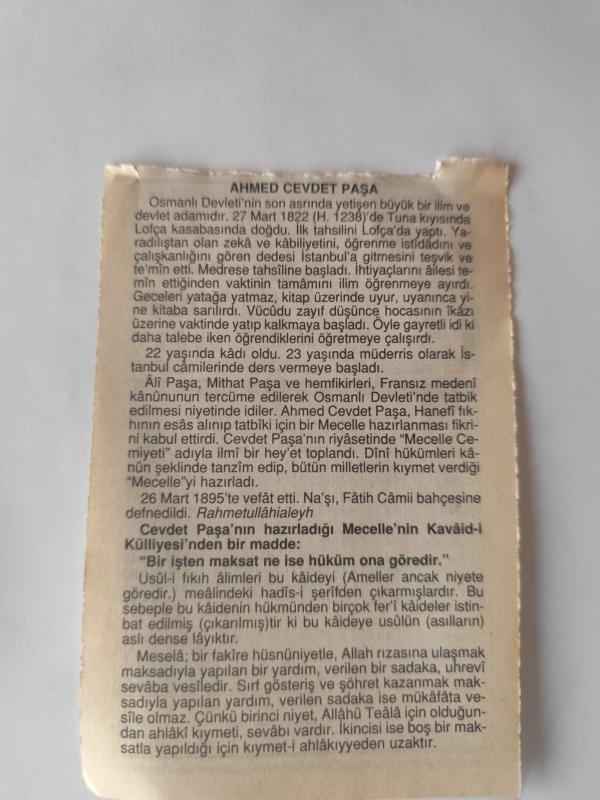 AHMED CEVDET PAŞA
Osmanlı Devleti'nin son asrında yetişen büyük bir ilim ve
devlet adamıdır. 27 Mart 1822 (H. 1238)'de Tuna kıyısında
Lofça kasabasında doğdu. İlk tahsilini Lofça'da yaptı. Ya-
radılıştan olan zekâ ve kâbiliyetini, öğrenme istîdâdını ve
çalışkanlığını gören dedesi İstanbul'a gitmesini teşvik ve
te'mîn etti. Medrese tahsîline başladı. İhtiyaçlarını âilesi te-
mîn ettiğinden vaktinin tamâmını ilim öğrenmeye ayırdı.
Geceleri yatağa yatmaz, kitap üzerinde uyur, uyanınca yi-
ne kitaba sarılırdı. Vücûdu zayıf düşünce hocasının îkâzı
üzerine vaktinde yatıp kalkmaya başladı. Öyle gayretli idi ki
daha talebe iken öğrendiklerini öğretmeye çalışırdı.
22 yaşında kâdı oldu. 23 yaşında müderris olarak İs-
tanbul câmilerinde ders vermeye başladı.
Âlî Paşa, Mithat Paşa ve hemfikirleri, Fransız medenî
kânûnunun tercüme edilerek Osmanlı Devleti'nde tatbik
edilmesi niyetinde idiler. Ahmed Cevdet Paşa, Hanefî fık-
hının esâs alınıp tatbîki için bir Mecelle hazırlanması fikri-
ni kabul ettirdi. Cevdet Paşa'nın riyâsetinde "Mecelle Ce-
miyeti" adıyla ilmî bir hey'et toplandı. Dînî hükümleri kâ-
nûn şeklinde tanzîm edip, bütün milletlerin kıymet verdiği
"Mecelle"yi hazırladı.
26 Mart 1895'te vefât etti. Na'şı, Fâtih Câmii bahçesine
defnedildi. Rahmetullâhialeyh
Cevdet Paşa'nın hazırladığı Mecelle'nin Kavâid-i
Külliyesi'nden bir madde:
"Bir işten maksat ne ise hüküm ona göredir."
Usûl-i fıkıh âlimleri bu kâideyi (Ameller ancak niyete
göredir.) meâlindeki hadîs-i şerîfden çıkarmışlardır. Bu
sebeple bu kâidenin hükmünden birçok fer'î kâideler istin-
bat edilmiş (çıkarılmış)tir ki bu kâideye usûlün (asılların)
aslı dense lâyıktır.
Meselâ; bir fakîre hüsnüniyetle, Allah rızasına ulaşmak
maksadıyla yapılan bir yardım, verilen bir sadaka, uhrevî
sevâba vesîledir. Sırf gösteriş ve şöhret kazanmak mak-
sadıyla yapılan yardım, verilen sadaka ise mükâfâta ve-
sîle olmaz. Çünkü birinci niyet, Allâhü Teâlâ için olduğun-
dan ahlâkî kıymeti, sevâbı vardır. İkincisi ise boş bir mak-
satla yapıldığı için kıymet-i ahlâkıyyeden uzaktır.